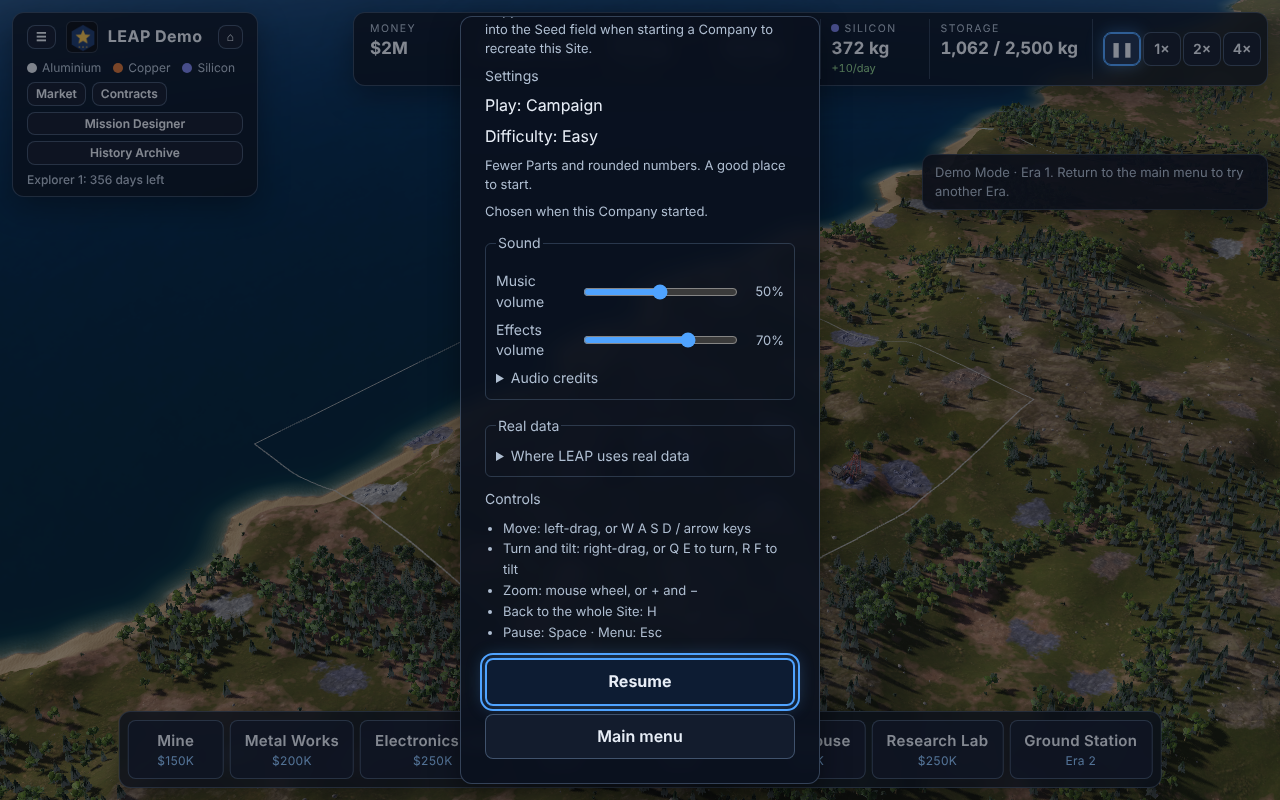 ☰ LEAP Demo ⌂
Aluminium Copper Silicon
Market Contracts
Mission Designer
History Archive
Explorer 1: 356 days left
MONEY
$2M
SILICON
372 kg
+10/day
STORAGE
1,062 / 2,500 kg
1× 2× 4×
Demo Mode · Era 1. Return to the main menu to try
another Era.
into the Seed field when starting a Company to
recreate this Site.
Settings
Play: Campaign
Difficulty: Easy
Fewer Parts and rounded numbers. A good place
to start.
Chosen when this Company started.
Sound
Music
volume
50%
Effects
volume
70%
Audio credits
Real data
Where LEAP uses real data
Controls
• Move: left-drag, or W A S D / arrow keys
• Turn and tilt: right-drag, or Q E to turn, R F to
tilt
• Zoom: mouse wheel, or + and −
• Back to the whole Site: H
• Pause: Space · Menu: Esc
Resume
Main menu
Mine
$150K
Metal Works
$200K
Electronics
$250K
Research Lab
$250K
Ground Station
Era 2